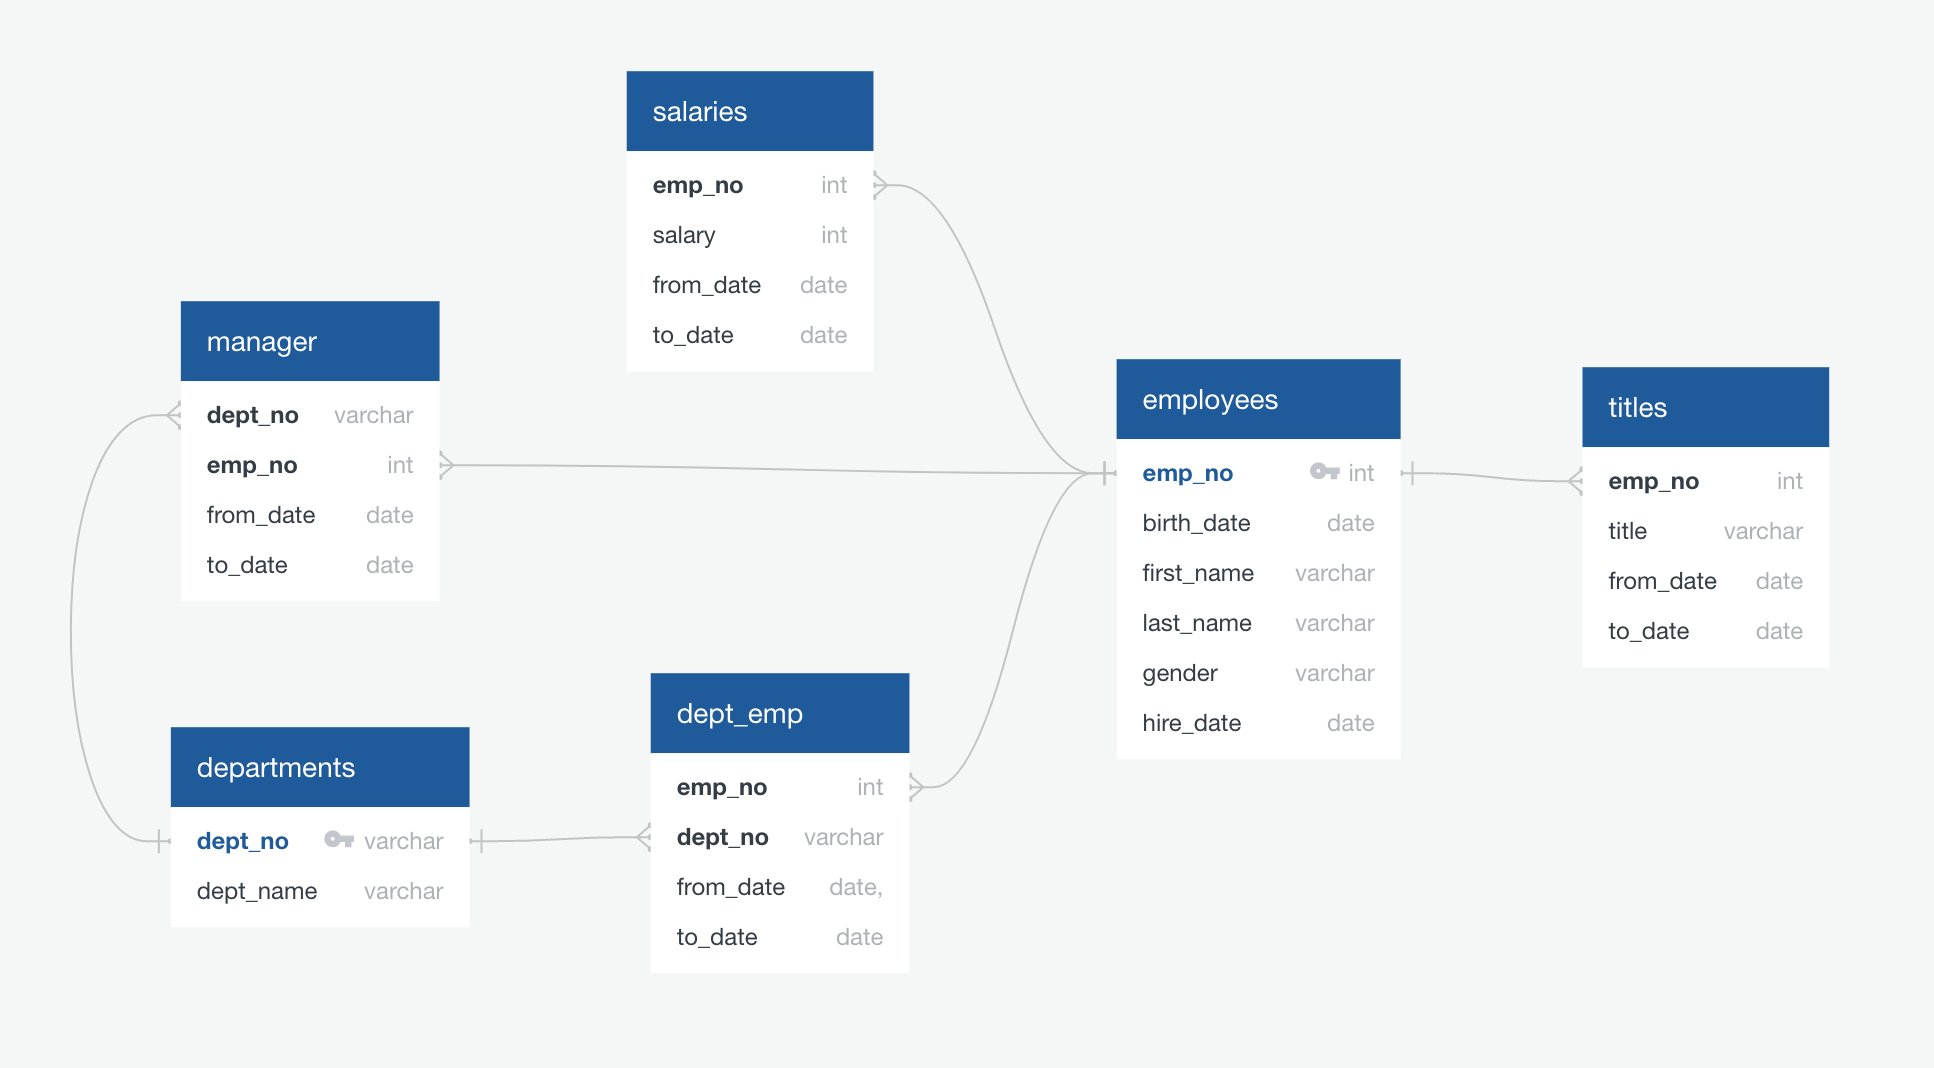 salaries
emp_no int
salary int
from_date date
to_date date
manager
dept_no varchar
emp_no int
from_date date
to_date date
employees
emp_no int
birth_date date
first_name varchar
last_name varchar
gender varchar
hire_date date
titles
emp_no int
title varchar
from_date date
to_date date
departments
dept_no varchar
dept_name varchar
dept_emp
emp_no int
dept_no varchar
from_date date,
to_date date